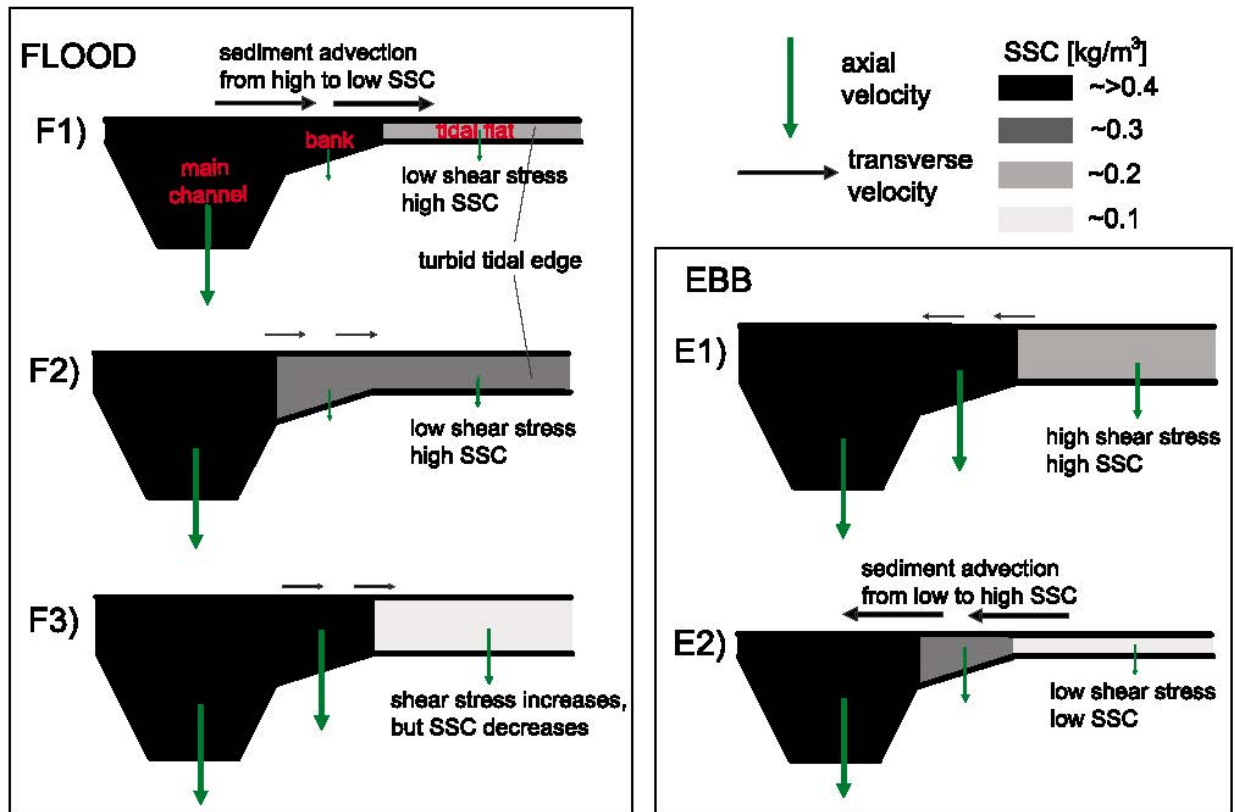 FLOOD
sediment advection
from high to low SSC
F1)
main
channel
bank
tidal flat
low shear stress
high SSC
turbid tidal edge
F2)
low shear stress
high SSC
F3)
shear stress increases,
but SSC decreases
axial
velocity
transverse
velocity
SSC [kg/m³]
~>0.4
~0.3
~0.2
~0.1
EBB
E1)
high shear stress
high SSC
sediment advection
from low to high SSC
E2)
low shear stress
low SSC